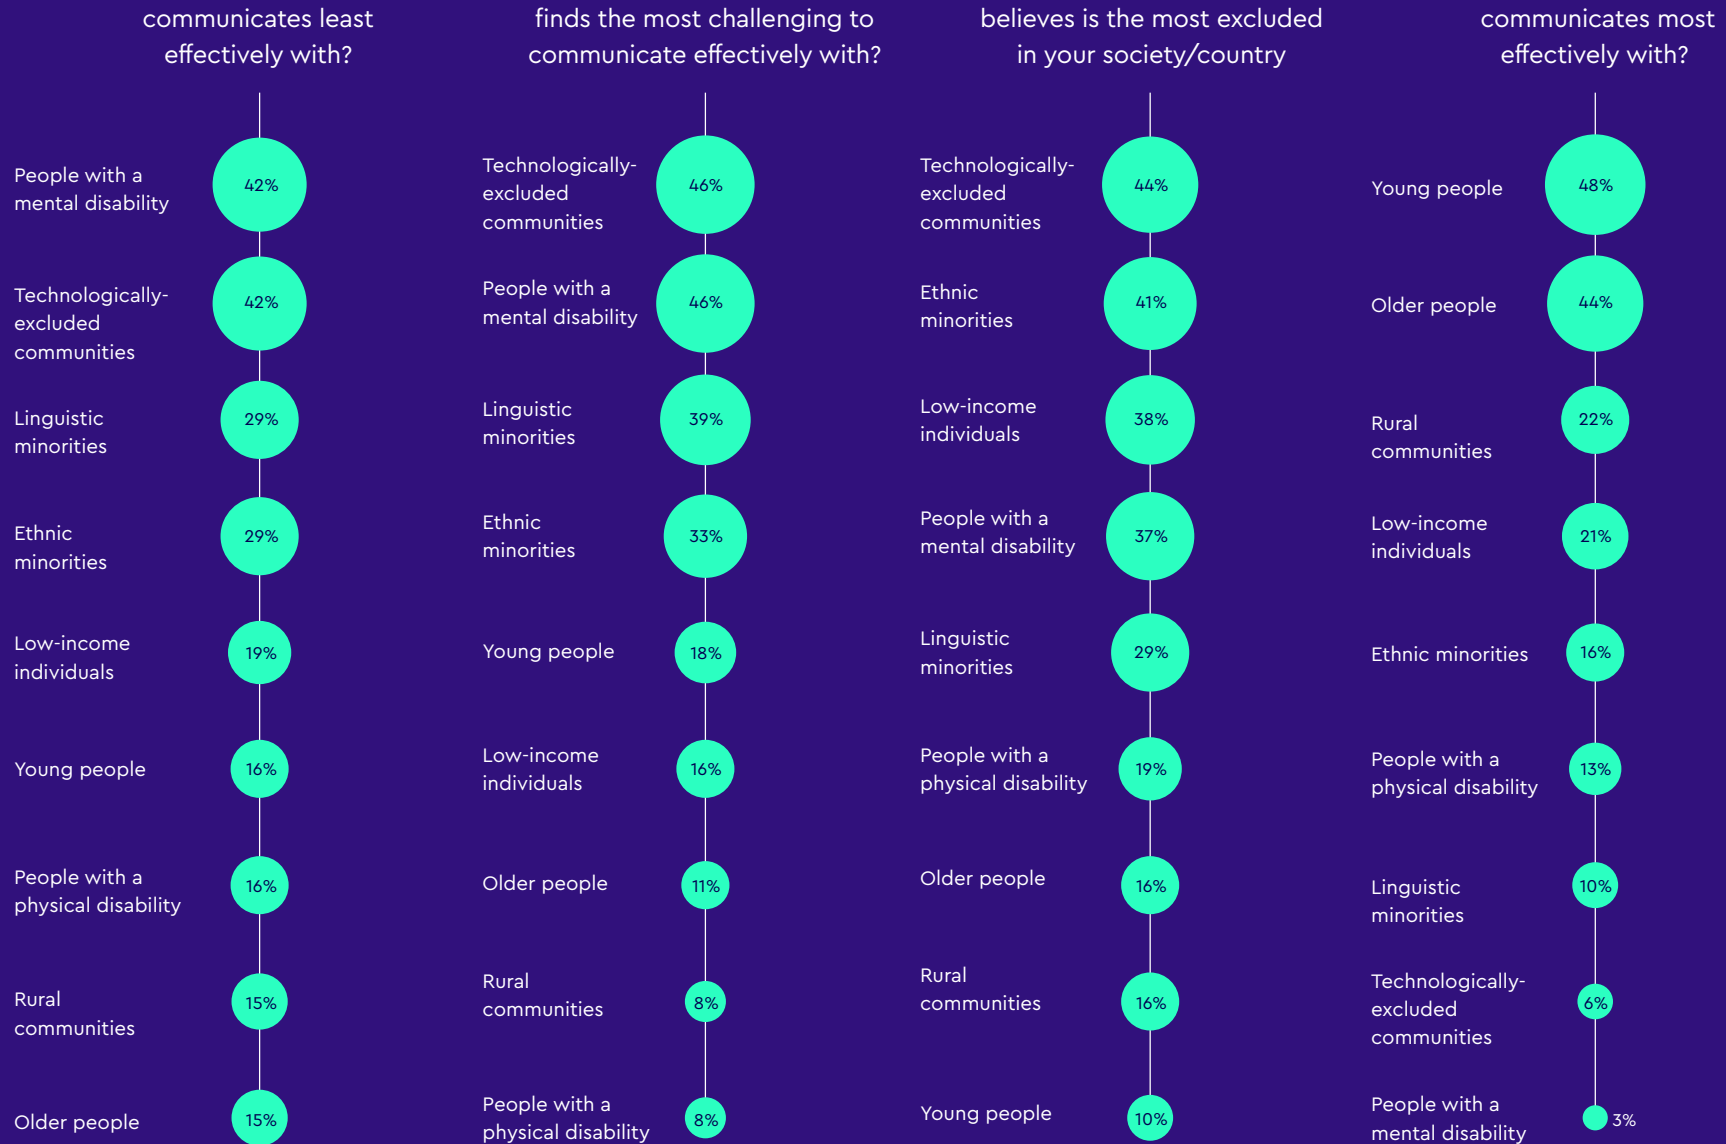 communicates least
effectively with?
People with a
mental disability
42%
Technologically-
excluded
communities
42%
Linguistic
minorities
29%
Ethnic
minorities
29%
Low-income
individuals
19%
Young people
16%
People with a
physical disability
16%
Rural
communities
15%
Older people
15%
finds the most challenging to
communicate effectively with?
Technologically-
excluded
communities
46%
People with a
mental disability
46%
Linguistic
minorities
39%
Ethnic
minorities
33%
Young people
18%
Low-income
individuals
16%
Older people
11%
Rural
communities
8%
People with a
physical disability
8%
believes is the most excluded
in your society/country
Technologically-
excluded
communities
44%
Ethnic
minorities
41%
Low-income
individuals
38%
People with a
mental disability
37%
Linguistic
minorities
29%
People with a
physical disability
19%
Older people
16%
Rural
communities
16%
Young people
10%
communicates most
effectively with?
Young people
48%
Older people
44%
Rural
communities
22%
Low-income
individuals
21%
Ethnic minorities
16%
People with a
physical disability
13%
Linguistic
minorities
10%
Technologically-
excluded
communities
6%
People with a
mental disability
3%